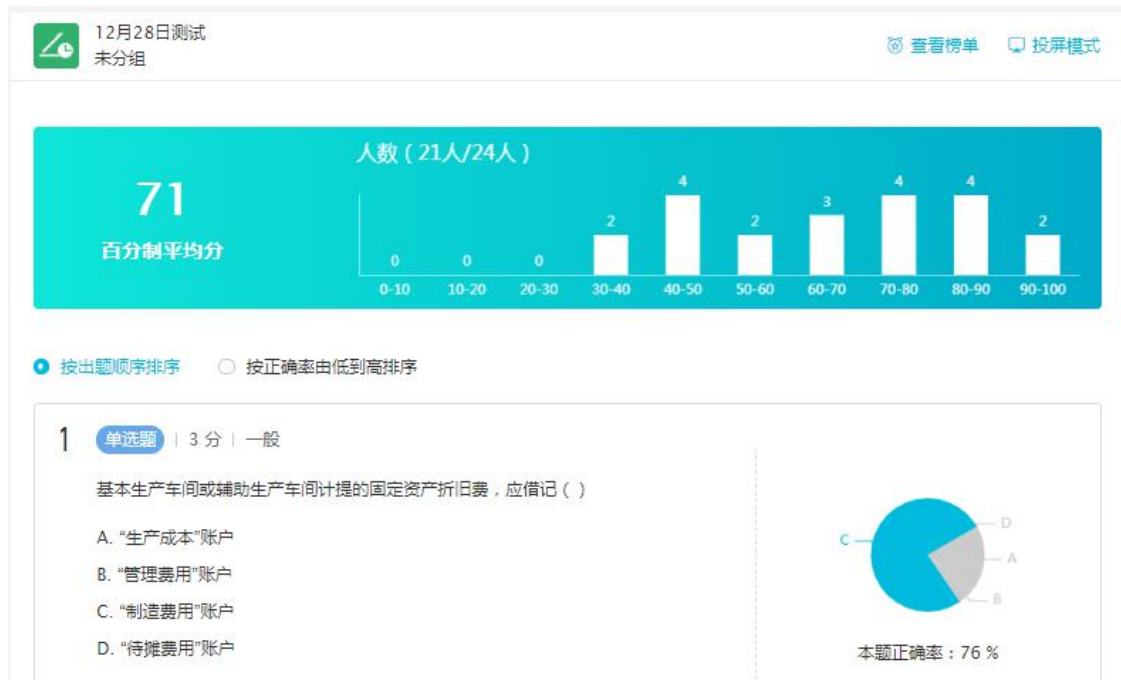 12月28日测试
未分组
查看榜单 投屏模式
人数(21人/24人)
71
百分制平均分
0 0 0 2 4 2 3 4 4 2
0-10 10-20 20-30 30-40 40-50 50-60 60-70 70-80 80-90 90-100
按出题顺序排序 按正确率由低到高排序
1 单选题 | 3 分 | 一般
基本生产车间或辅助生产车间计提的固定资产折旧费,应借记( )
A. “生产成本”账户
B. “管理费用”账户
C. “制造费用”账户
D. “待摊费用”账户
C D
A
B
本题正确率:76 %